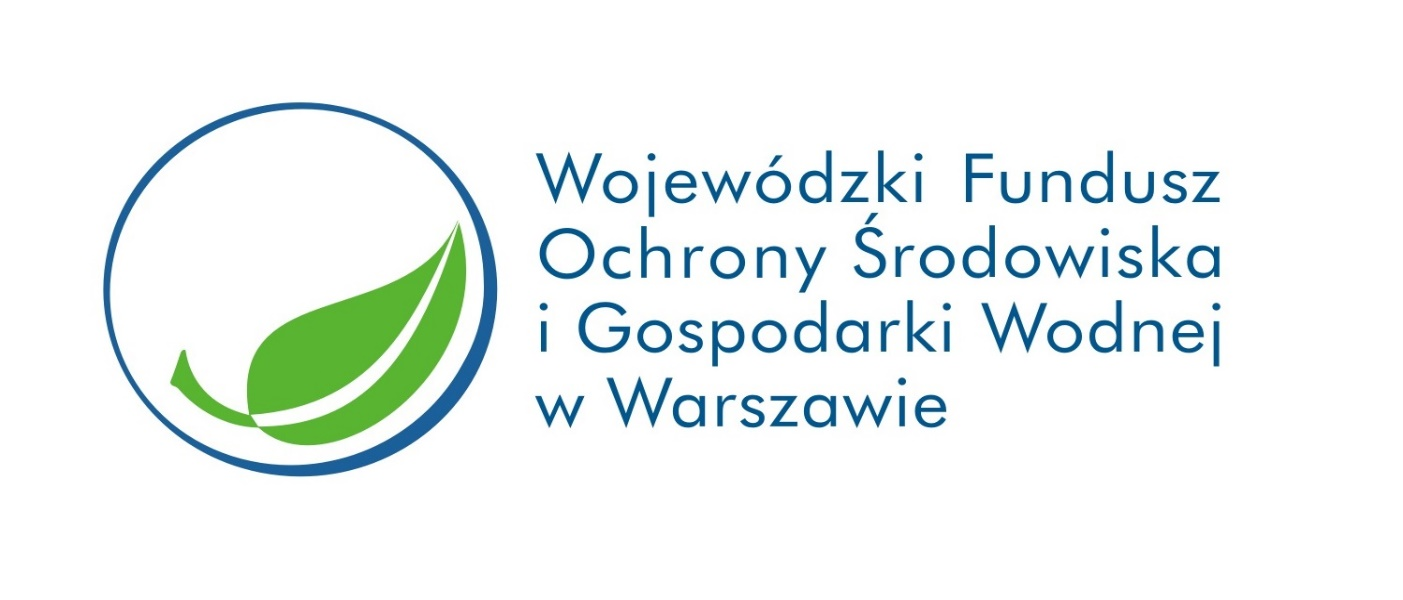 Wojewódzki Fundusz
Ochrony Środowiska
i Gospodarki Wodnej
w Warszawie